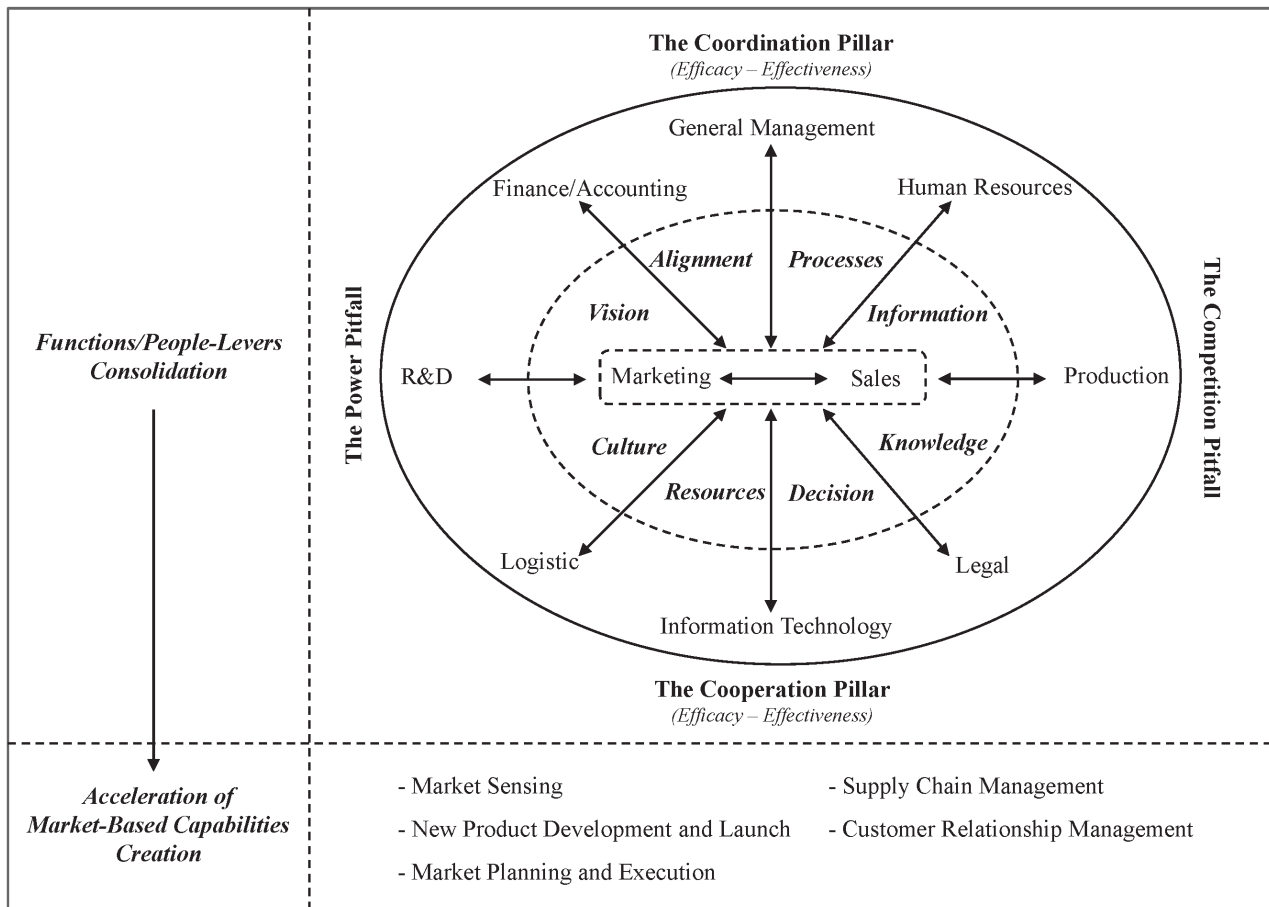 The Coordination Pillar
(Efficacy – Effectiveness)
General Management
Finance/Accounting
Human Resources
Alignment
Processes
Vision
Information
Functions/People-Levers
Consolidation
The Power Pitfall
R&D
Marketing
Sales
Production
The Competition Pitfall
Culture
Knowledge
Resources
Decision
Logistic
Legal
Information Technology
The Cooperation Pillar
(Efficacy – Effectiveness)
Acceleration of
Market-Based Capabilities
Creation
- Market Sensing
- New Product Development and Launch
- Market Planning and Execution
- Supply Chain Management
- Customer Relationship Management